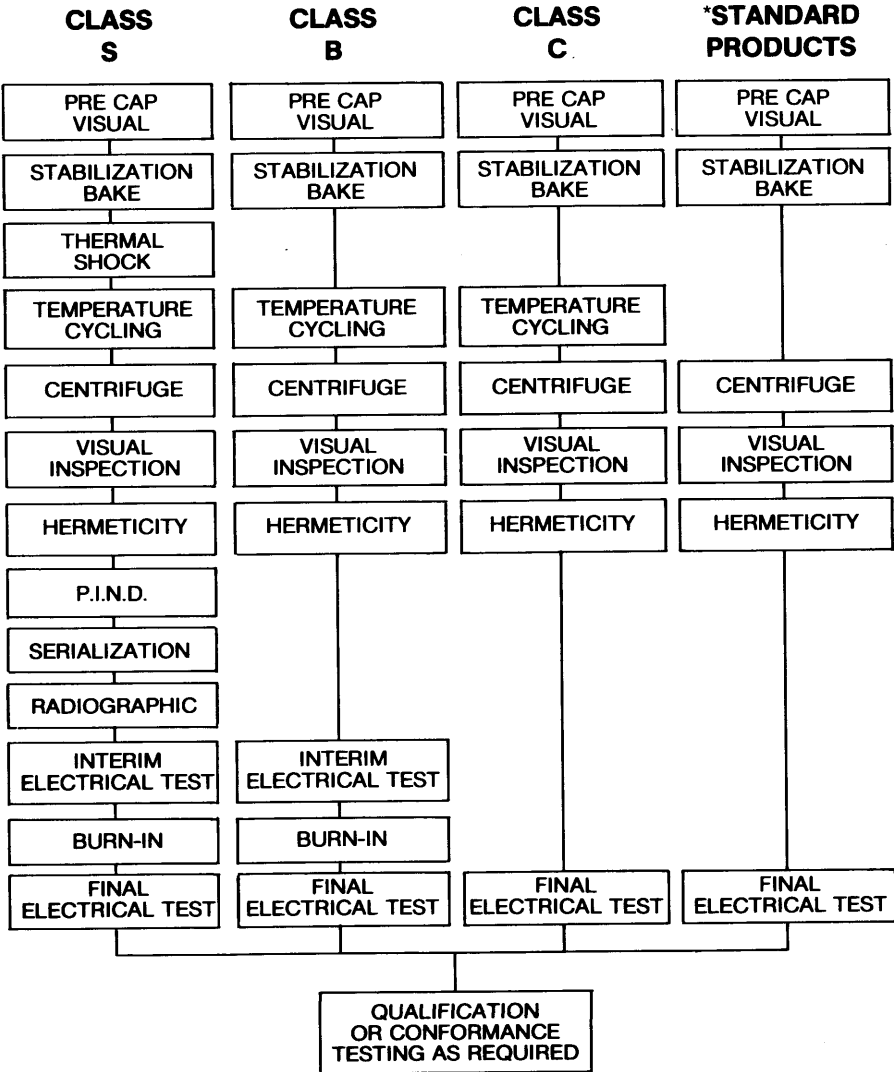 CLASS
S
CLASS
B
CLASS
C
*STANDARD
PRODUCTS
PRE CAP
VISUAL
PRE CAP
VISUAL
PRE CAP
VISUAL
PRE CAP
VISUAL
STABILIZATION
BAKE
STABILIZATION
BAKE
STABILIZATION
BAKE
STABILIZATION
BAKE
THERMAL
SHOCK
TEMPERATURE
CYCLING
TEMPERATURE
CYCLING
TEMPERATURE
CYCLING
CENTRIFUGE
CENTRIFUGE
CENTRIFUGE
CENTRIFUGE
VISUAL
INSPECTION
VISUAL
INSPECTION
VISUAL
INSPECTION
VISUAL
INSPECTION
HERMETICITY
HERMETICITY
HERMETICITY
HERMETICITY
P.I.N.D.
SERIALIZATION
RADIOGRAPHIC
INTERIM
ELECTRICAL TEST
INTERIM
ELECTRICAL TEST
BURN-IN
BURN-IN
FINAL
ELECTRICAL TEST
FINAL
ELECTRICAL TEST
FINAL
ELECTRICAL TEST
FINAL
ELECTRICAL TEST
QUALIFICATION
OR CONFORMANCE
TESTING AS REQUIRED